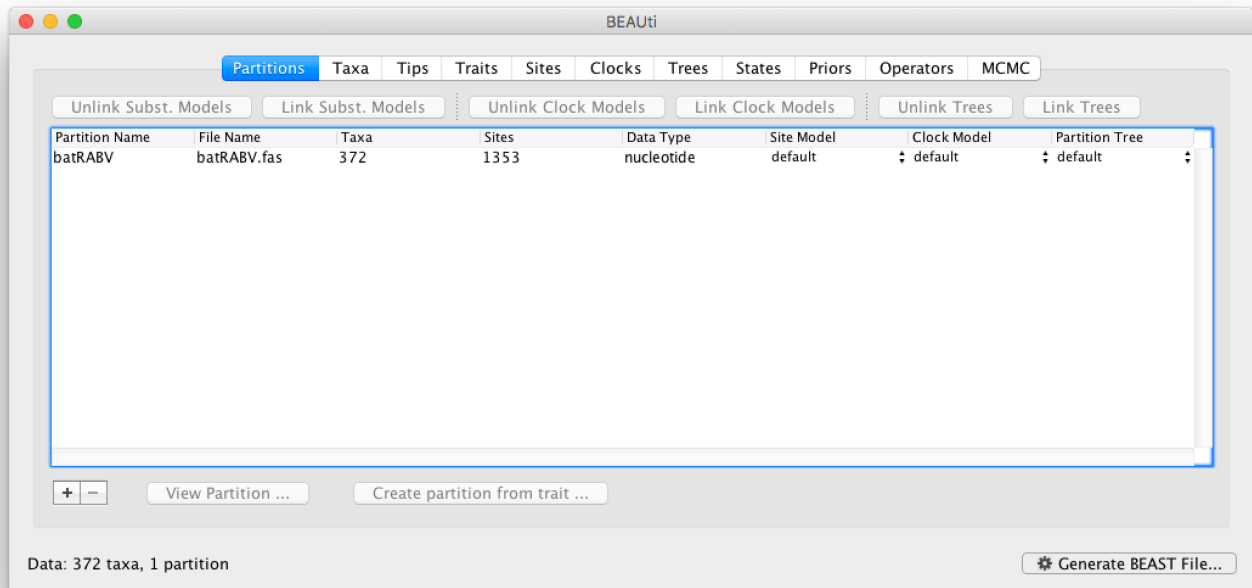 BEAUti
Partitions Taxa Tips Traits Sites Clocks Trees States Priors Operators MCMC
Unlink Subst. Models Link Subst. Models Unlink Clock Models Link Clock Models Unlink Trees Link Trees
Partition Name File Name Taxa Sites Data Type Site Model Clock Model Partition Tree
batRABV batRABV.fas 372 1353 nucleotide default default default
+ − View Partition ... Create partition from trait ...
Data: 372 taxa, 1 partition Generate BEAST File...